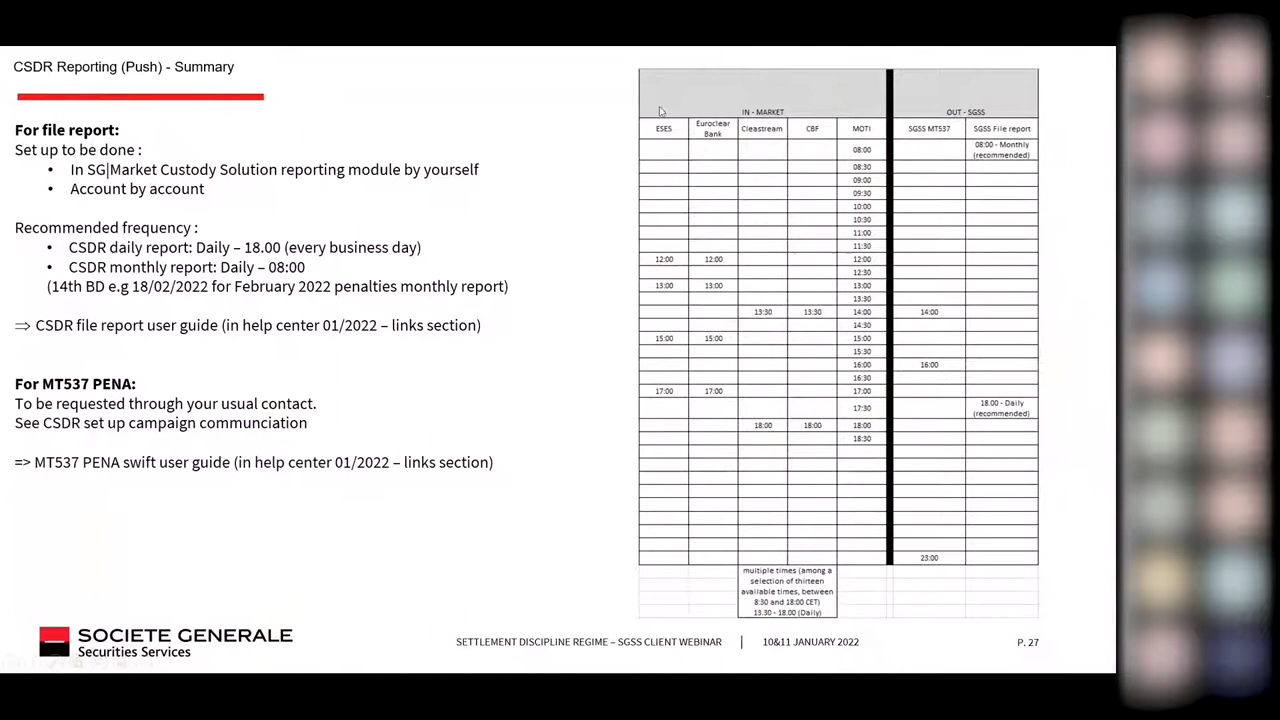 CSDR Reporting (Push) - Summary
For file report:
Set up to be done :
• In SG|Market Custody Solution reporting module by yourself
• Account by account
Recommended frequency :
• CSDR daily report: Daily – 18.00 (every business day)
• CSDR monthly report: Daily – 08:00
(14th BD e.g 18/02/2022 for February 2022 penalties monthly report)
⇒ CSDR file report user guide (in help center 01/2022 – links section)
For MT537 PENA:
To be requested through your usual contact.
See CSDR set up campaign communciation
=> MT537 PENA swift user guide (in help center 01/2022 – links section)
IN - MARKET OUT - SGSS
ESES Euroclear Bank Cleastream CBF MOTI SGSS MT537 SGSS File report
08:00 08:00 - Monthly (recommended)
08:30
09:00
09:30
10:00
10:30
11:00
11:30
12:00 12:00 12:00
12:30
13:00 13:00 13:00
13:30
13:30 13:30 14:00 14:00
14:30
15:00 15:00 15:00
15:30
16:00 16:00
16:30
17:00 17:00 17:00
17:30 18.00 - Daily (recommended)
18:00 18:00 18:00
18:30
23:00
multiple times (among a
selection of thirteen
available times, between
8:30 and 18:00 CET)
13.30 - 18.00 (Daily)
SOCIETE GENERALE
Securities Services
SETTLEMENT DISCIPLINE REGIME – SGSS CLIENT WEBINAR | 10&11 JANUARY 2022 P. 27